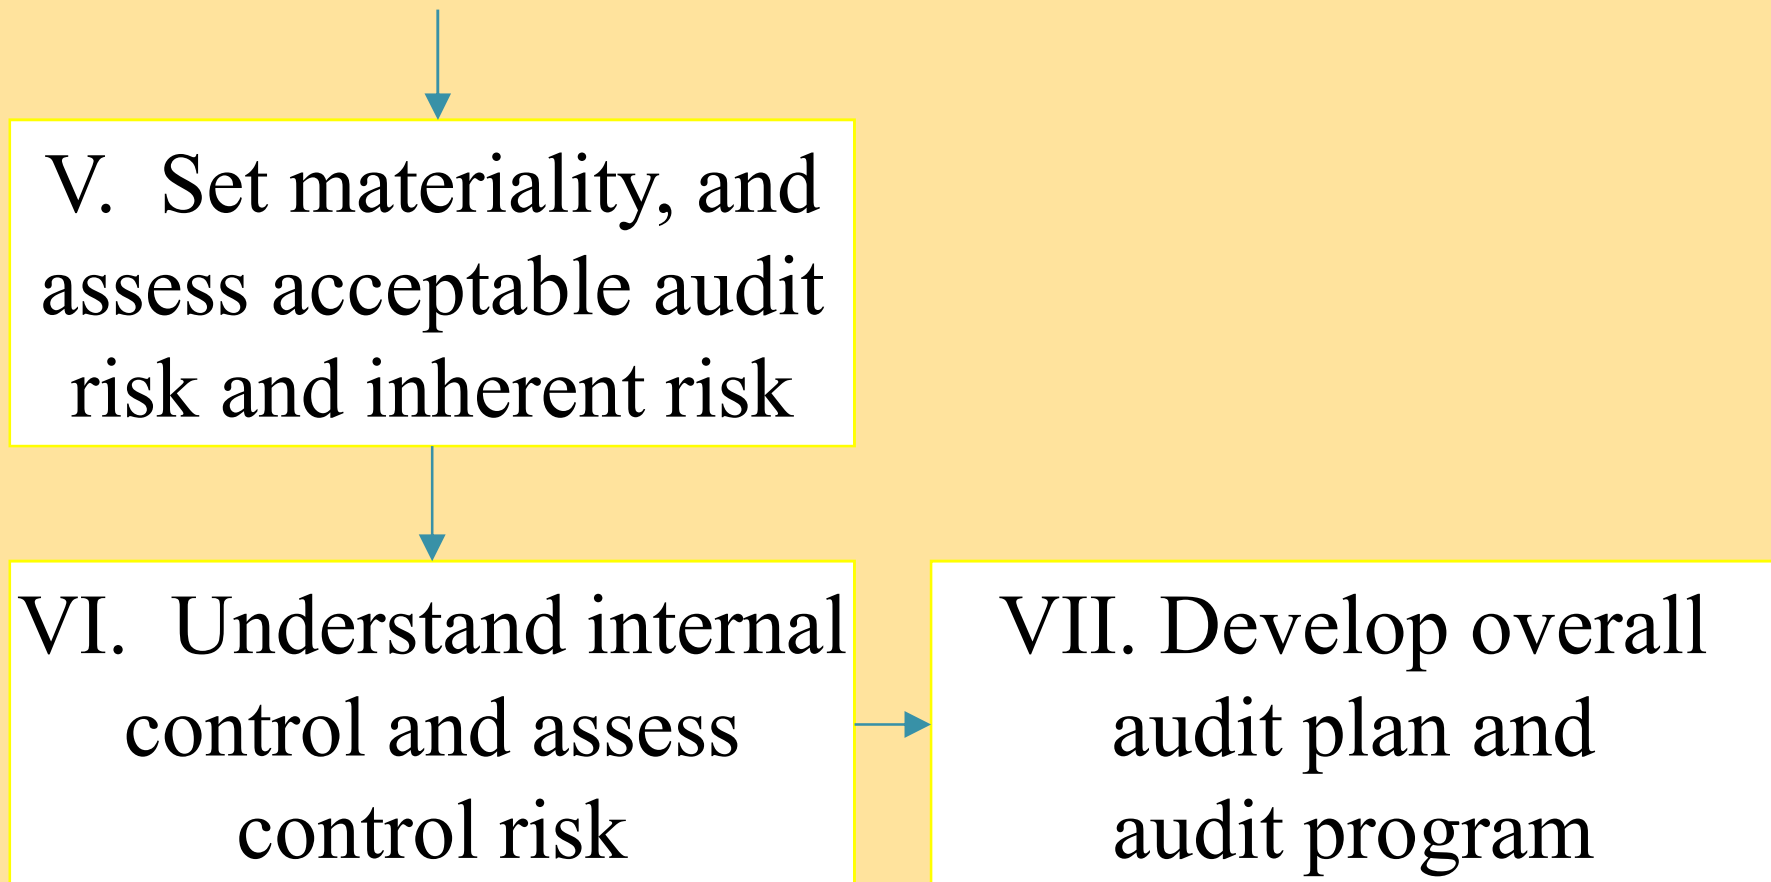 V. Set materiality, and
assess acceptable audit
risk and inherent risk
VI. Understand internal
control and assess
control risk
VII. Develop overall
audit plan and
audit program